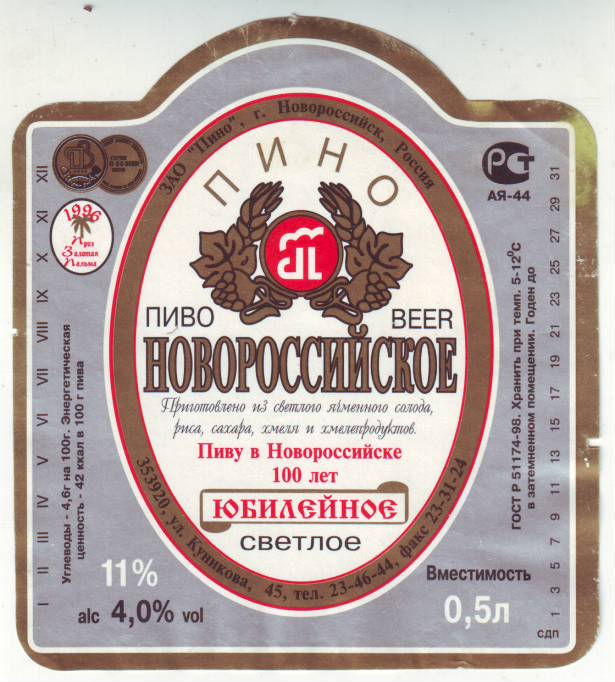 ЗАО "Пино", г. Новороссийск, Россия
ПИНО
1996
Приз
Золотая
Пальма
РСТ
АЯ-44
ПИВО
BEER
НОВОРОССИЙСКОЕ
Приготовлено из светлого ячменного солода,
риса, сахара, хмеля и хмелепродуктов.
Пиву в Новороссийске
100 лет
ЮБИЛЕЙНОЕ
СВЕТЛОЕ
353920, ул. Куникова, 45, тел. 23-46-44, факс 23-31-24
I II III IV V VI VII VIII IX X XI XII
Углеводы - 4,6г на 100г. Энергетическая
ценность - 42 ккал в 100 г пива
11%
alc 4,0% vol
ГОСТ Р 51174-98. Хранить при темп. 5-12⁰С
в затемненном помещении. Годен до
1 3 5 7 9 11 13 15 17 19 21 23 25 27 29 31
Вместимость
0,5л
СДП